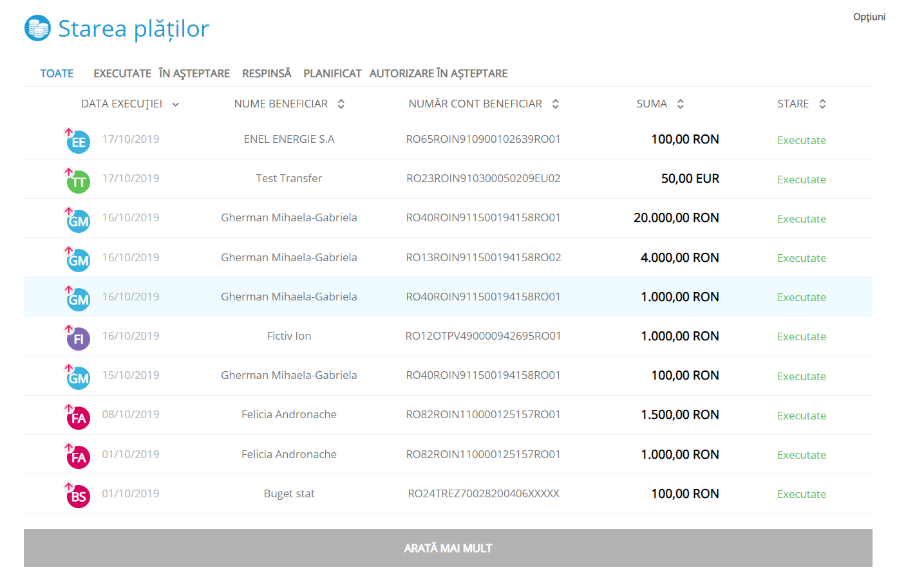 Opţiuni
Starea plăților
TOATE EXECUTATE ÎN AŞTEPTARE RESPINSĂ PLANIFICAT AUTORIZARE ÎN AŞTEPTARE
DATA EXECUŢIEI NUME BENEFICIAR NUMĂR CONT BENEFICIAR SUMA STARE
EE 17/10/2019 ENEL ENERGIE S.A RO65ROIN910900102639RO01 100,00 RON Executate
TT 17/10/2019 Test Transfer RO23ROIN910300050209EU02 50,00 EUR Executate
GM 16/10/2019 Gherman Mihaela-Gabriela RO40ROIN911500194158RO01 20.000,00 RON Executate
GM 16/10/2019 Gherman Mihaela-Gabriela RO13ROIN911500194158RO02 4.000,00 RON Executate
GM 16/10/2019 Gherman Mihaela-Gabriela RO40ROIN911500194158RO01 1.000,00 RON Executate
FI 16/10/2019 Fictiv Ion RO12OTPV490000942695RO01 1.000,00 RON Executate
GM 15/10/2019 Gherman Mihaela-Gabriela RO40ROIN911500194158RO01 100,00 RON Executate
FA 08/10/2019 Felicia Andronache RO82ROIN110000125157RO01 1.500,00 RON Executate
FA 01/10/2019 Felicia Andronache RO82ROIN110000125157RO01 1.000,00 RON Executate
BS 01/10/2019 Buget stat RO24TREZ70028200406XXXXX 100,00 RON Executate
ARATĂ MAI MULT